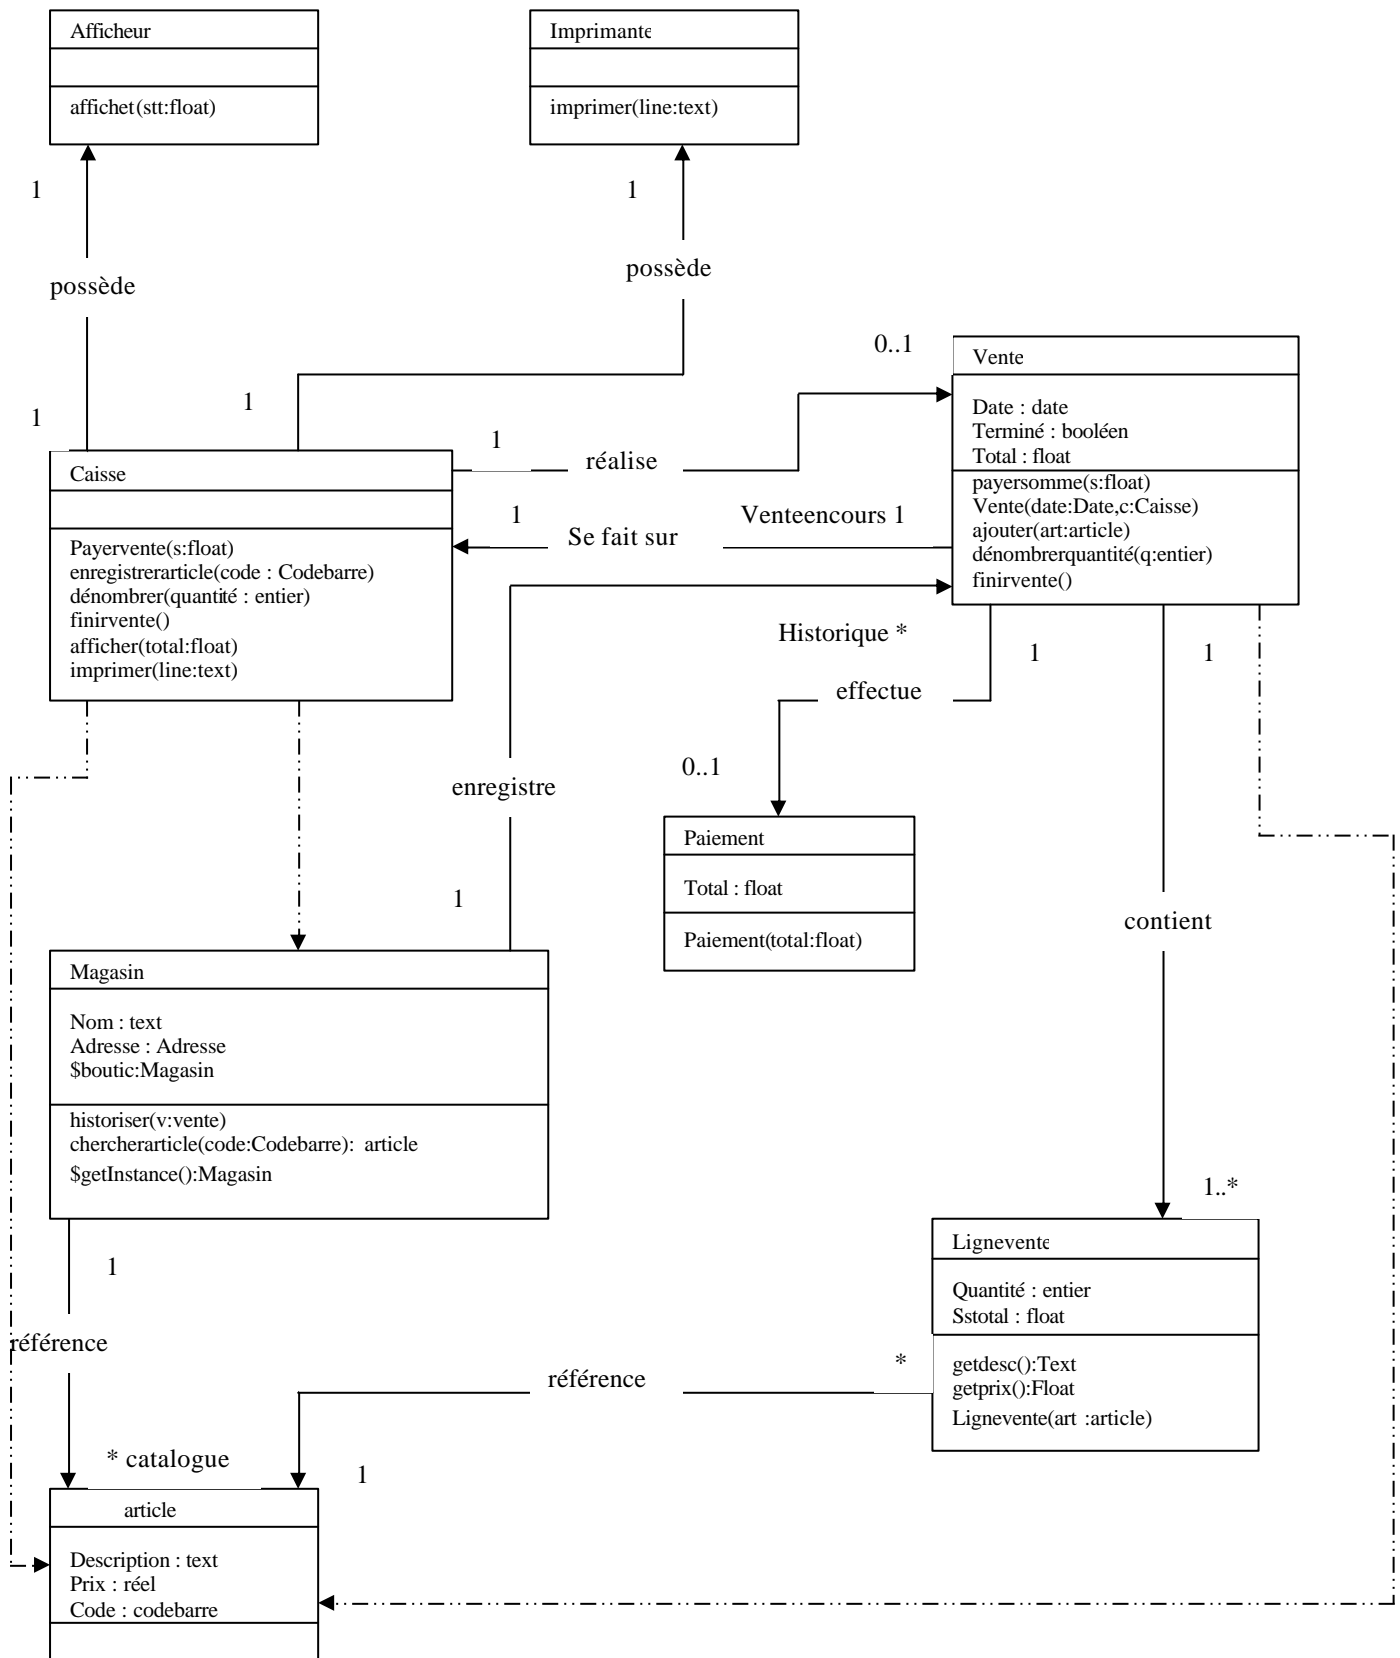 Afficheur
affichet(stt:float)
Imprimante
imprimer(line:text)
1
1
possède
possède
1
1
0..1
Vente
Date : date
Terminé : booléen
Total : float
payersomme(s:float)
Vente(date:Date,c:Caisse)
ajouter(art:article)
dénombrerquantité(q:entier)
finirvente()
1
réalise
Caisse
Payervente(s:float)
enregistrerarticle(code : Codebarre)
dénombrer(quantité : entier)
finirvente()
afficher(total:float)
imprimer(line:text)
1
Se fait sur
Venteencours 1
Historique *
1
1
effectue
0..1
enregistre
Paiement
Total : float
Paiement(total:float)
1
contient
Magasin
Nom : text
Adresse : Adresse
$boutic:Magasin
historiser(v:vente)
chercherarticle(code:Codebarre): article
$getInstance():Magasin
1..*
1
Lignevente
Quantité : entier
Sstotal : float
getdesc():Text
getprix():Float
Lignevente(art :article)
référence
*
référence
* catalogue
1
article
Description : text
Prix : réel
Code : codebarre